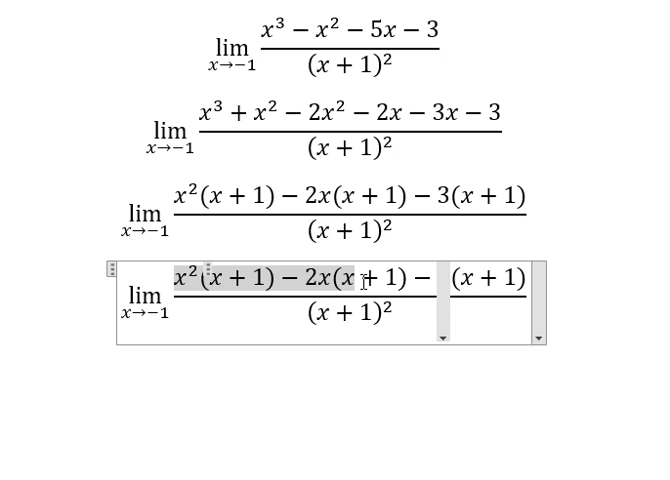 lim x→−1 (x³ − x² − 5x − 3)/(x + 1)²
lim x→−1 (x³ + x² − 2x² − 2x − 3x − 3)/(x + 1)²
lim x→−1 (x²(x + 1) − 2x(x + 1) − 3(x + 1))/(x + 1)²
lim x→−1 (x²(x + 1) − 2x(x + 1) − (x + 1))/(x + 1)²